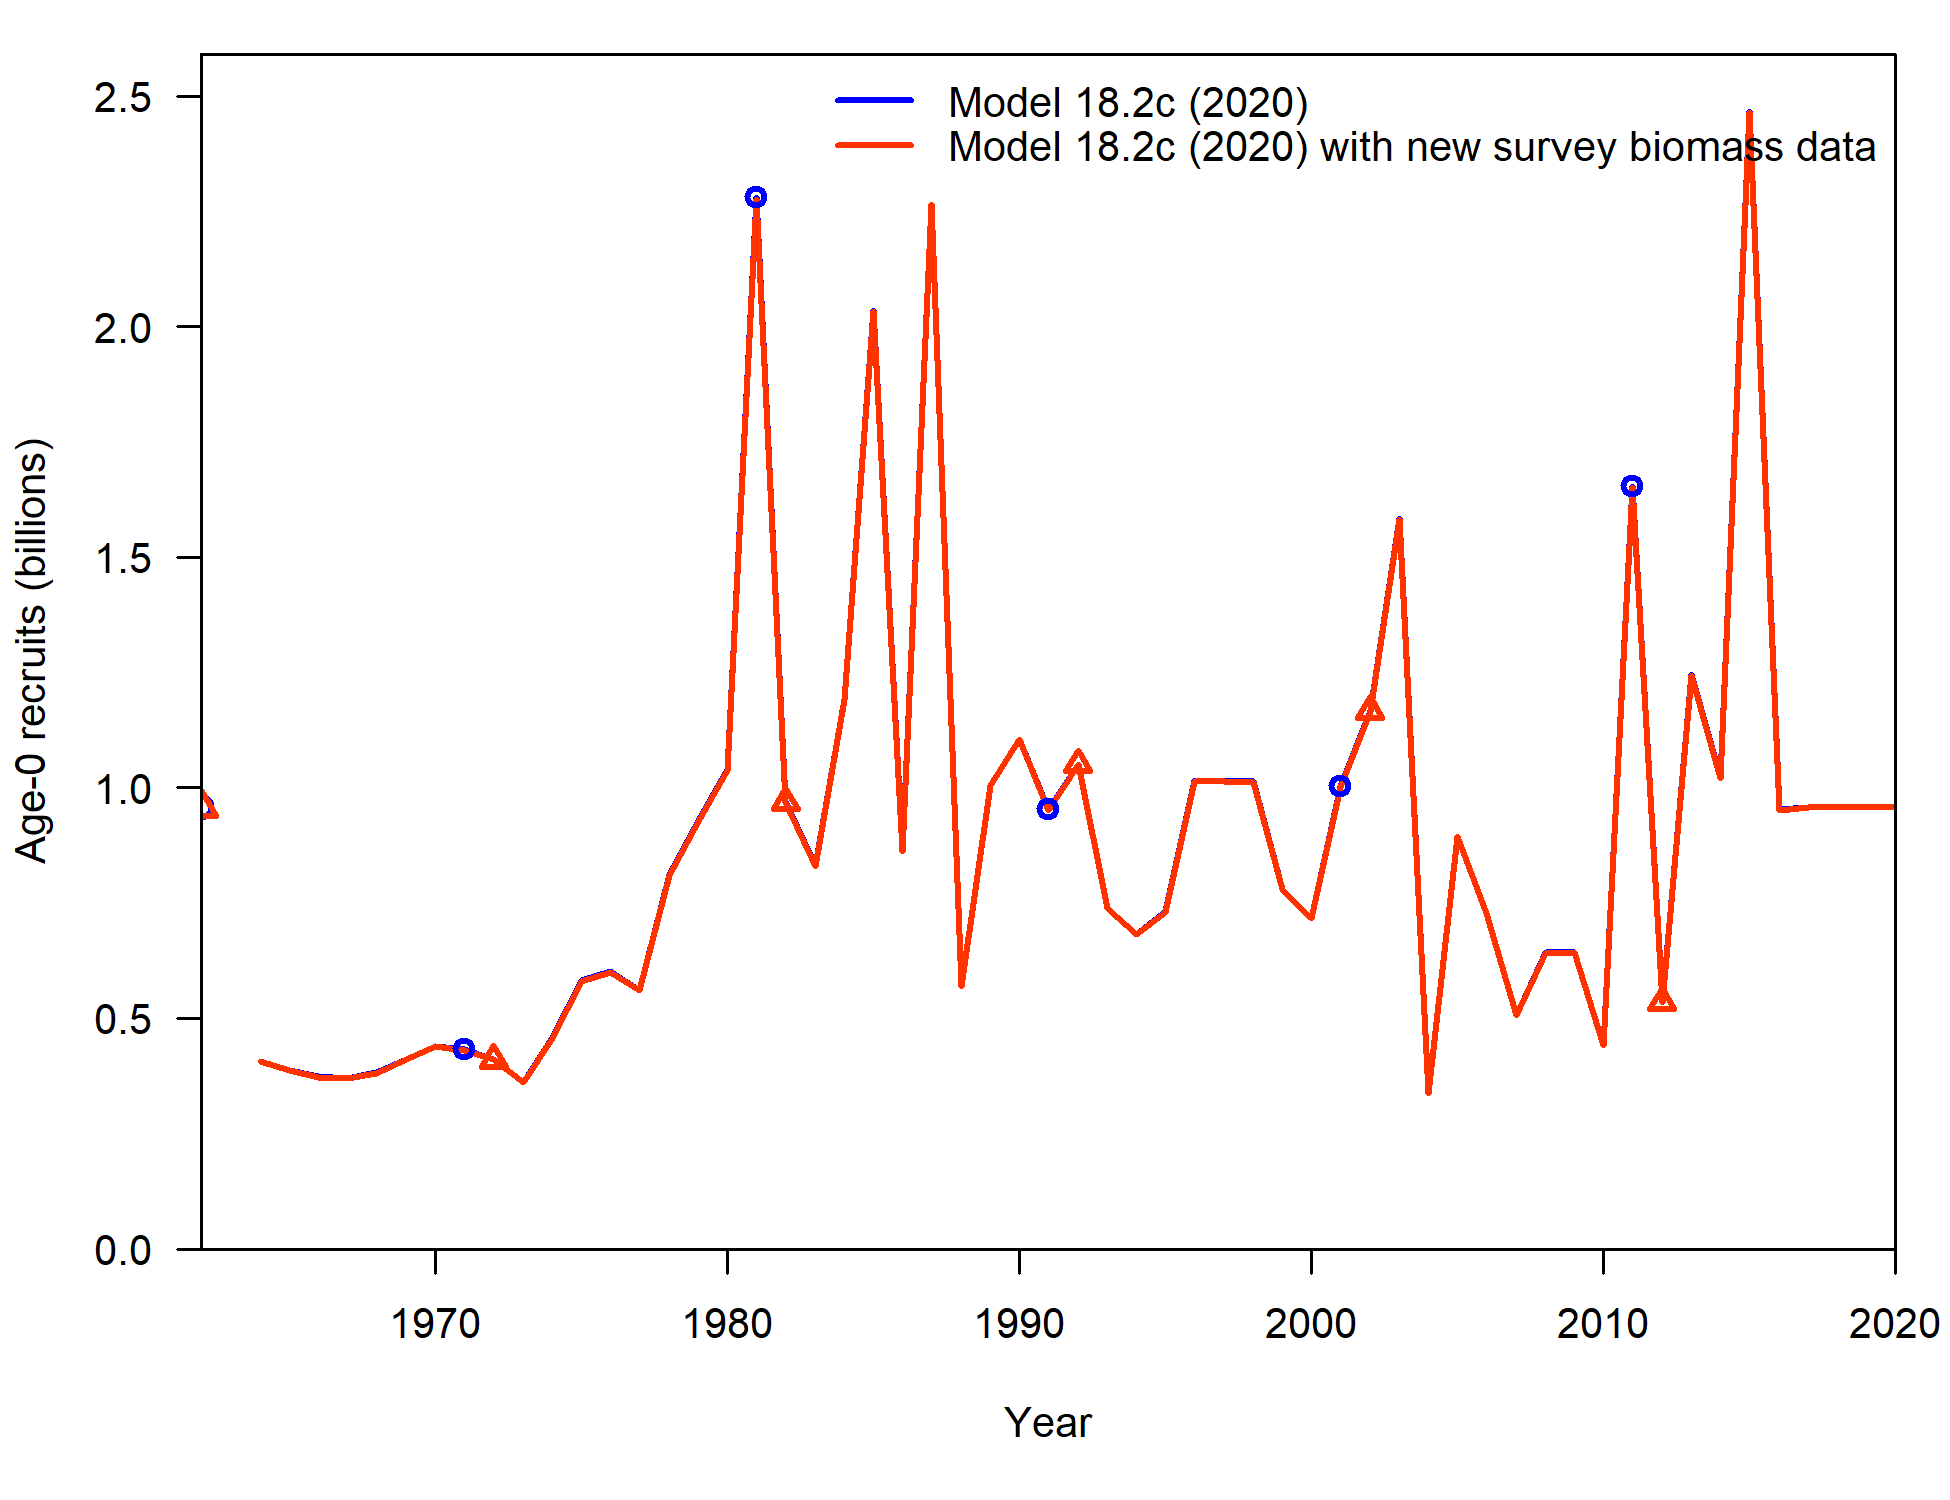 Model 18.2c (2020)
Model 18.2c (2020) with new survey biomass data
2.5
2.0
1.5
1.0
0.5
0.0
Age-0 recruits (billions)
1970 1980 1990 2000 2010 2020
Year